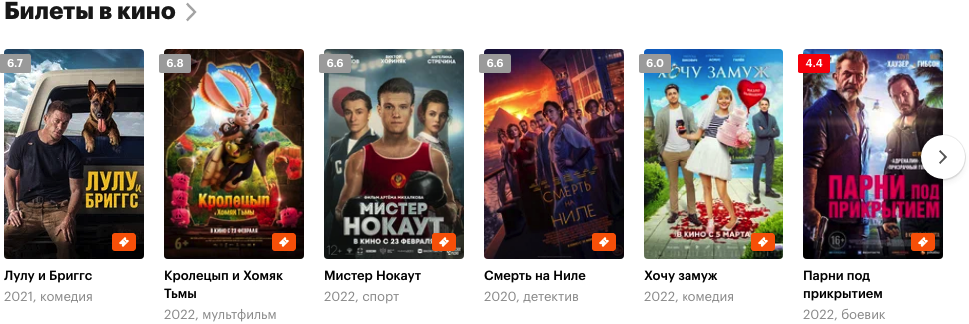 Билеты в кино
6.7
6.8
6.6
6.6
6.0
4.4
ЛУЛУ И
БРИГГС
Кролецып
и Хомяк Тьмы
6+
В КИНО С 23 ФЕВРАЛЯ
ХОРИНЯК
СТРЕЧИНА
ФИЛЬМ АРТЁМА МИХАЛКОВА
МИСТЕР
НОКАУТ
12+
В КИНО С 23 ФЕВРАЛЯ
СМЕРТЬ
НА
НИЛЕ
ХОЧУ ЗАМУЖ
В КИНО С 5 МАРТА
ХАУЗЕР
ГИБСОН
ПАРНИ ПОД
ПРИКРЫТИЕМ
16+
Лулу и Бриггс
2021, комедия
Кролецып и Хомяк
Тьмы
2022, мультфильм
Мистер Нокаут
2022, спорт
Смерть на Ниле
2020, детектив
Хочу замуж
2022, комедия
Парни под
прикрытием
2022, боевик